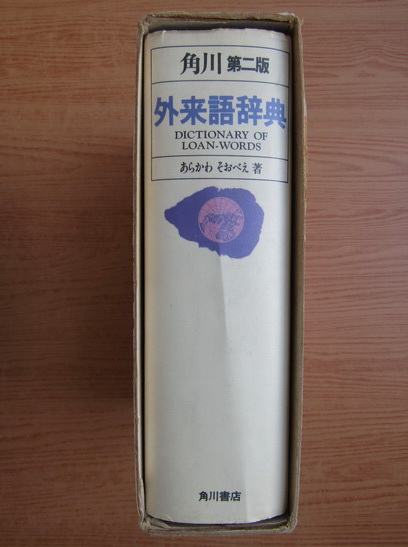 角川 第二版
外来語辞典
DICTIONARY OF
LOAN-WORDS
あらかわ そおべえ 著
角川書店